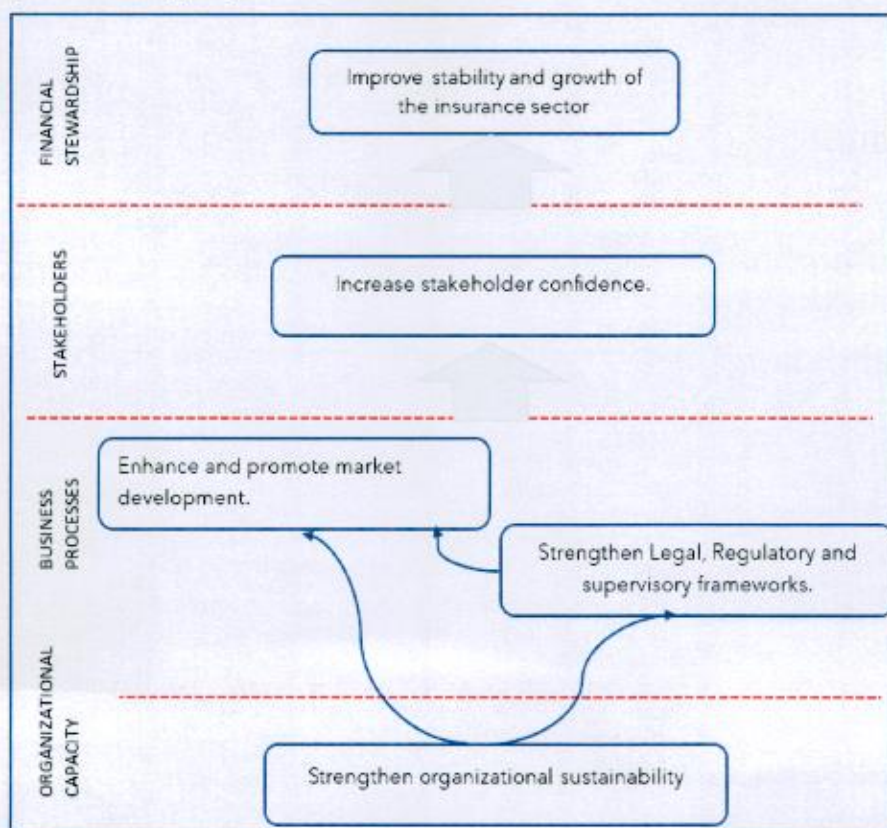 FINANCIAL
STEWARDSHIP
Improve stability and growth of
the insurance sector
STAKEHOLDERS
Increase stakeholder confidence.
BUSINESS
PROCESSES
Enhance and promote market
development.
Strengthen Legal, Regulatory and
supervisory frameworks.
ORGANIZATIONAL
CAPACITY
Strengthen organizational sustainability